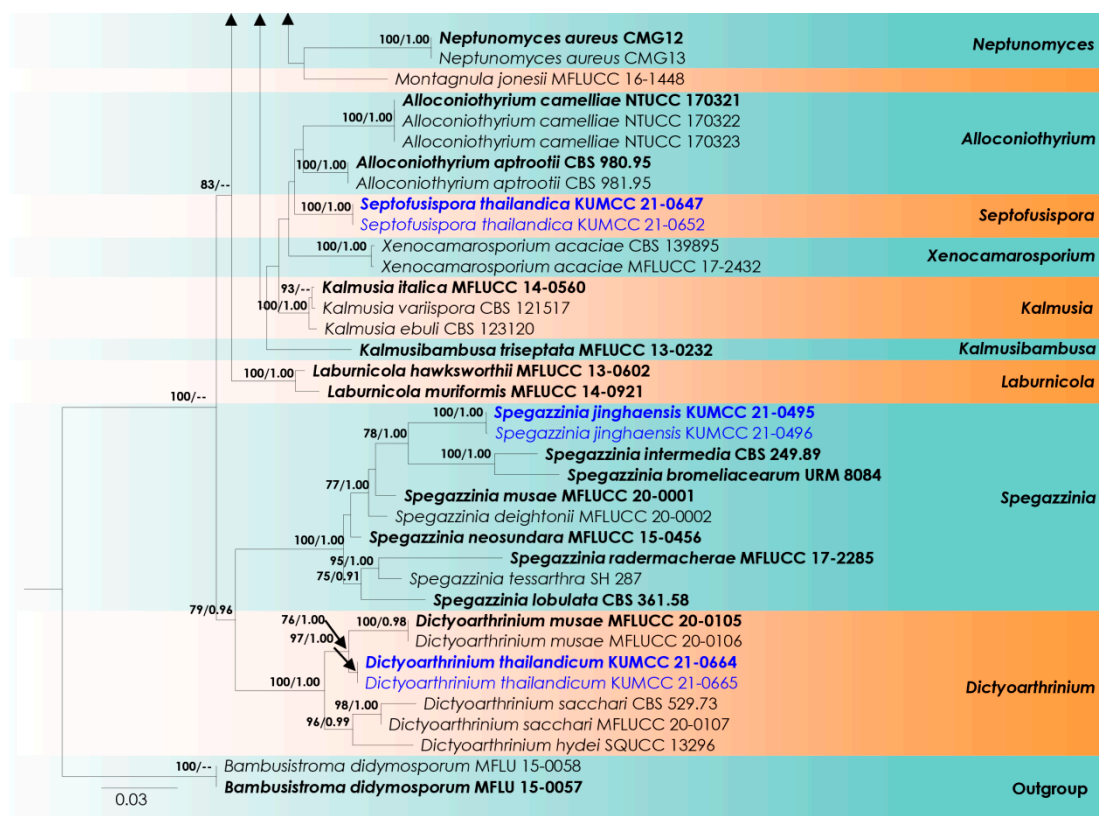 100/1.00
Neptunomyces aureus CMG12
Neptunomyces aureus CMG13
Neptunomyces
Montagnula jonesii MFLUCC 16-1448
Alloconiothyrium camelliae NTUCC 170321
100/1.00
Alloconiothyrium camelliae NTUCC 170322
Alloconiothyrium camelliae NTUCC 170323
Alloconiothyrium
100/1.00
Alloconiothyrium aptrootii CBS 980.95
Alloconiothyrium aptrootii CBS 981.95
83/--
100/1.00
Septofusispora thailandica KUMCC 21-0647
Septofusispora thailandica KUMCC 21-0652
Septofusispora
100/1.00
Xenocamarosporium acaciae CBS 139895
Xenocamarosporium acaciae MFLUCC 17-2432
Xenocamarosporium
93/--
Kalmusia italica MFLUCC 14-0560
100/1.00
Kalmusia variispora CBS 121517
Kalmusia ebuli CBS 123120
Kalmusia
Kalmusibambusa triseptata MFLUCC 13-0232
Kalmusibambusa
100/1.00
Laburnicola hawksworthii MFLUCC 13-0602
Laburnicola muriformis MFLUCC 14-0921
Laburnicola
100/--
100/1.00
Spegazzinia jinghaensis KUMCC 21-0495
Spegazzinia jinghaensis KUMCC 21-0496
78/1.00
100/1.00
Spegazzinia intermedia CBS 249.89
Spegazzinia bromeliacearum URM 8084
77/1.00
Spegazzinia musae MFLUCC 20-0001
Spegazzinia
Spegazzinia deightonii MFLUCC 20-0002
100/1.00
Spegazzinia neosundara MFLUCC 15-0456
95/1.00
Spegazzinia radermacherae MFLUCC 17-2285
75/0.91
Spegazzinia tessarthra SH 287
Spegazzinia lobulata CBS 361.58
79/0.96
76/1.00
100/0.98
Dictyoarthrinium musae MFLUCC 20-0105
97/1.00
Dictyoarthrinium musae MFLUCC 20-0106
Dictyoarthrinium thailandicum KUMCC 21-0664
100/1.00
Dictyoarthrinium thailandicum KUMCC 21-0665
Dictyoarthrinium
98/1.00
Dictyoarthrinium sacchari CBS 529.73
96/0.99
Dictyoarthrinium sacchari MFLUCC 20-0107
Dictyoarthrinium hydei SQUCC 13296
100/--
Bambusistroma didymosporum MFLU 15-0058
Bambusistroma didymosporum MFLU 15-0057
Outgroup
0.03